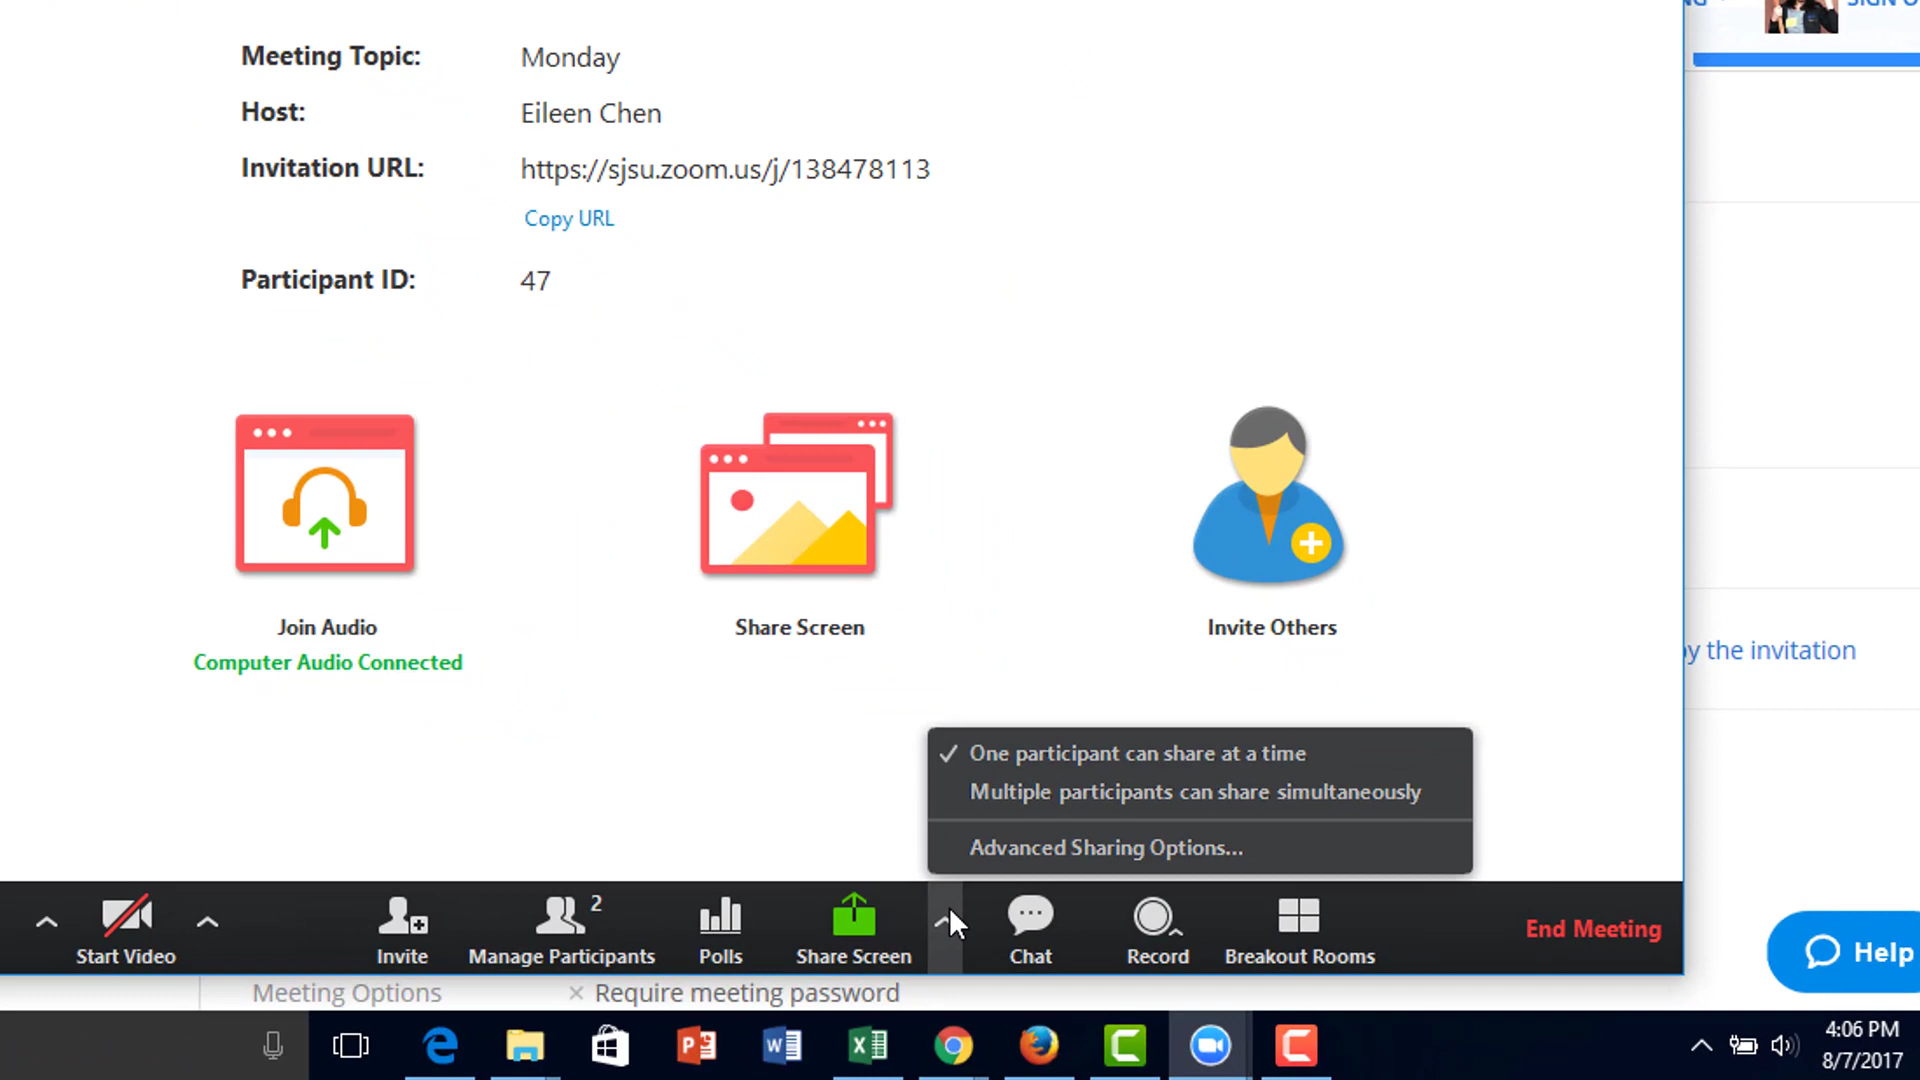 Meeting Topic: Monday
Host: Eileen Chen
Invitation URL: https://sjsu.zoom.us/j/138478113
Copy URL
Participant ID: 47
Join Audio
Computer Audio Connected
Share Screen
Invite Others
y the invitation
✓ One participant can share at a time
Multiple participants can share simultaneously
Advanced Sharing Options...
Start Video
Invite
2
Manage Participants
Polls
Share Screen
Chat
Record
Breakout Rooms
End Meeting
Help
Meeting Options
× Require meeting password
4:06 PM
8/7/2017